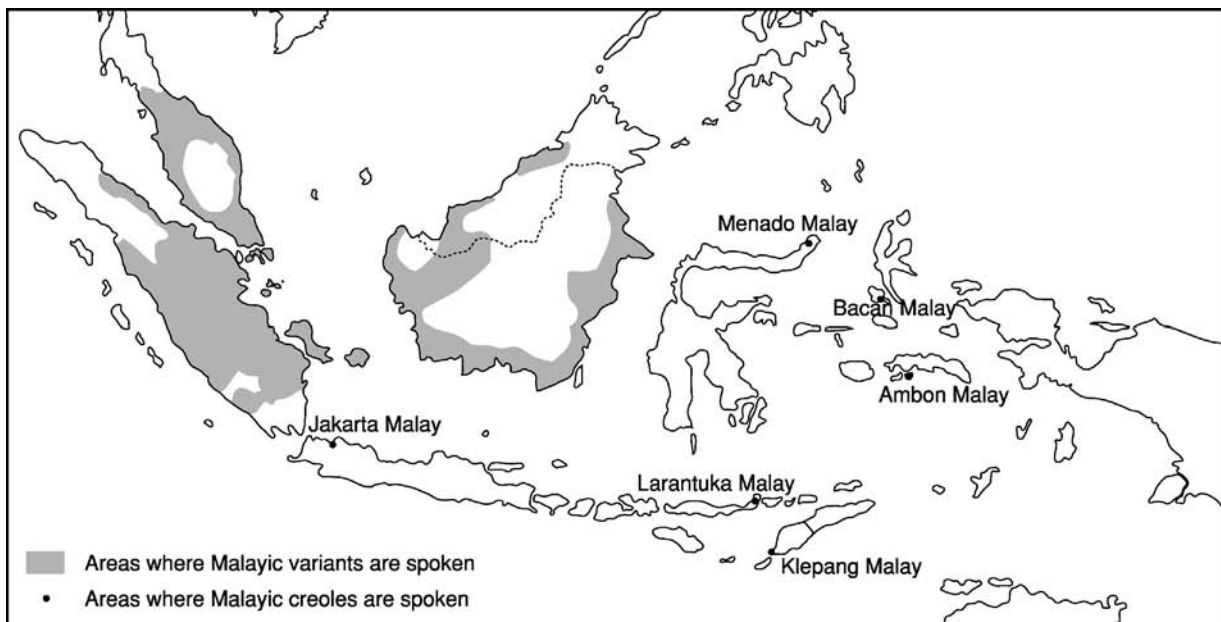 Menado Malay
Bacan Malay
Ambon Malay
Jakarta Malay
Larantuka Malay
Klepang Malay
Areas where Malayic variants are spoken
Areas where Malayic creoles are spoken